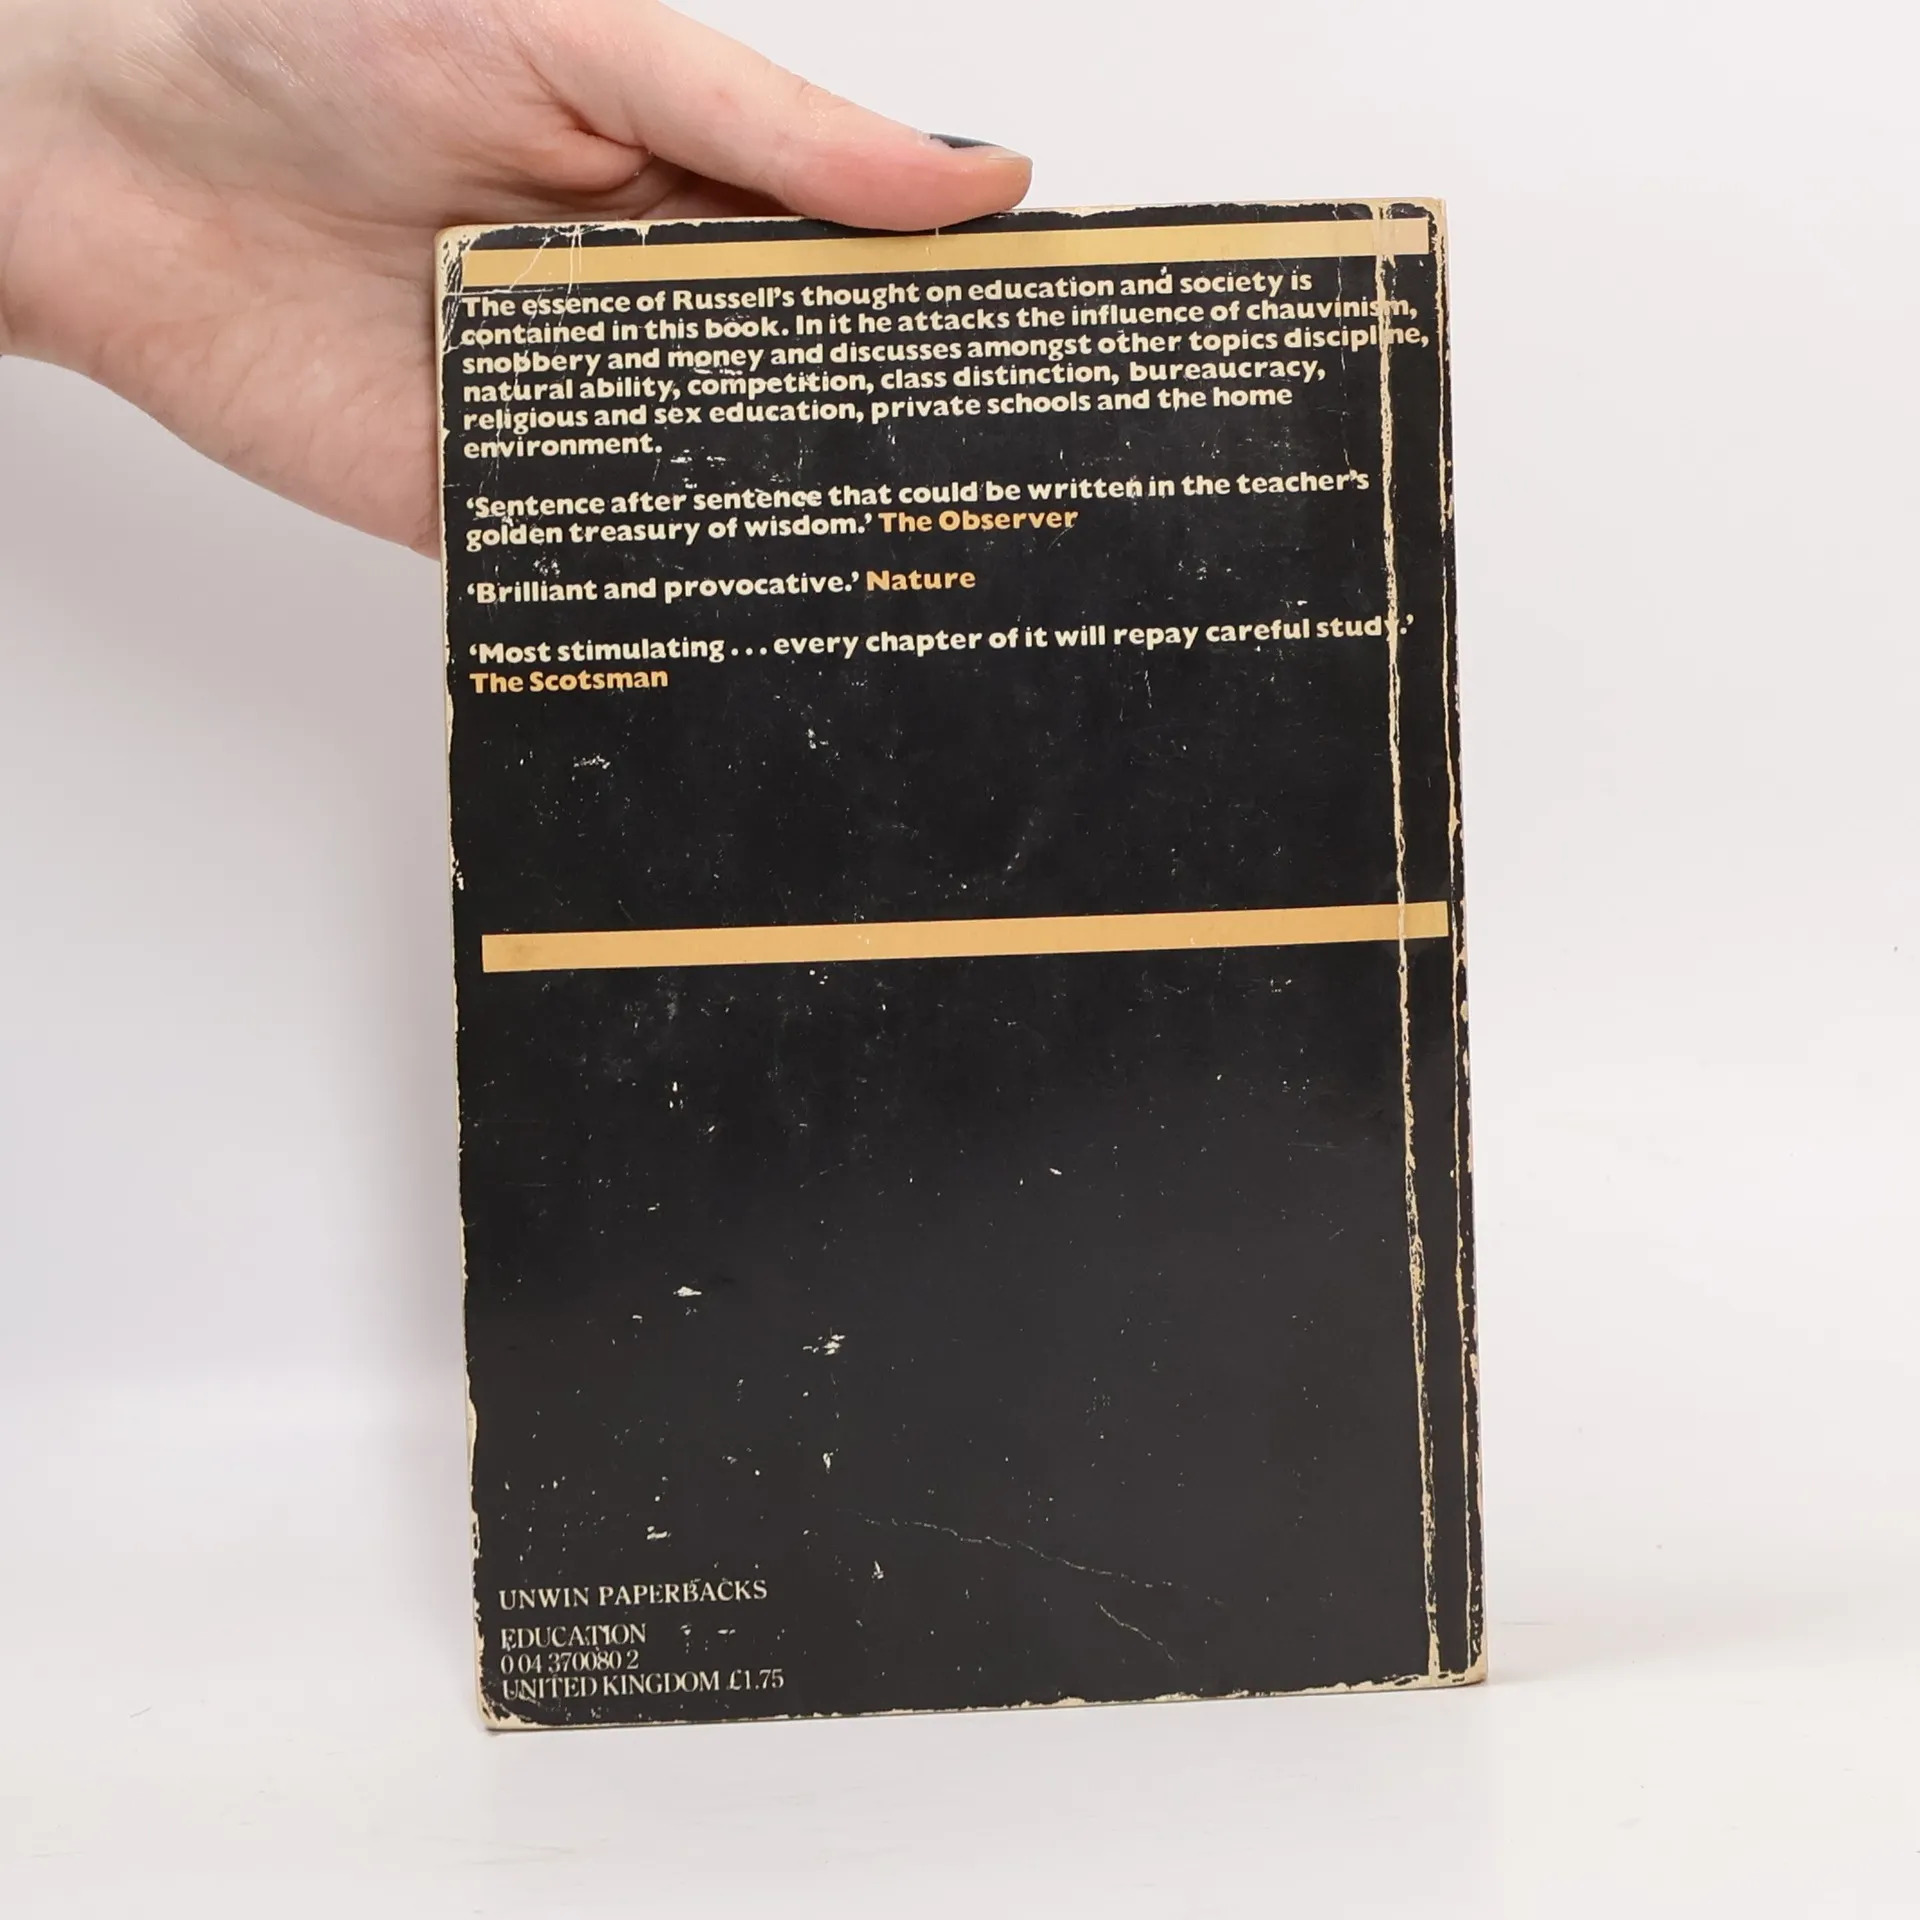 The essence of Russell's thought on education and society is
contained in this book. In it he attacks the influence of chauvinism,
snobbery and money and discusses amongst other topics discipline,
natural ability, competition, class distinction, bureaucracy,
religious and sex education, private schools and the home
environment.
‘Sentence after sentence that could be written in the teacher's
golden treasury of wisdom.’ The Observer
‘Brilliant and provocative.’ Nature
‘Most stimulating ... every chapter of it will repay careful study.’
The Scotsman
UNWIN PAPERBACKS
EDUCATION
0 04 370080 2
UNITED KINGDOM £1.75